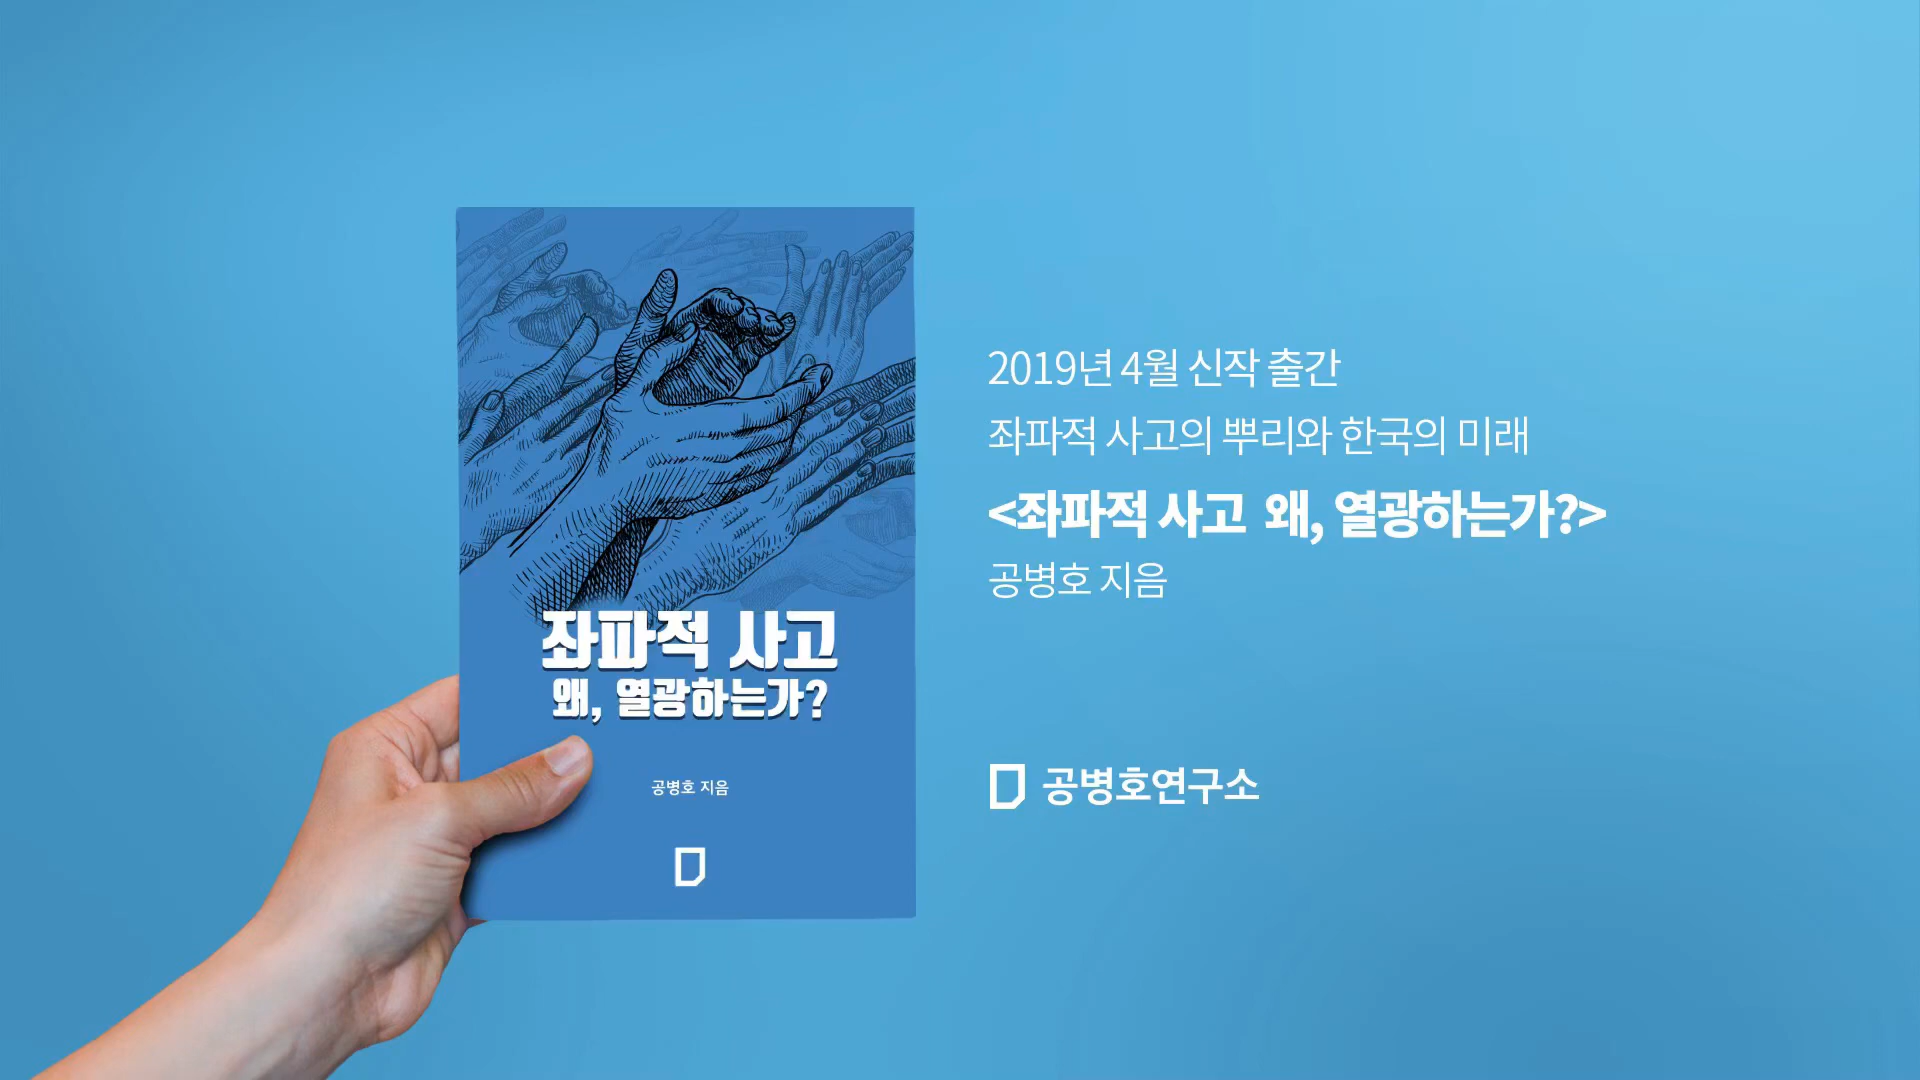 좌파적 사고
왜, 열광하는가?
공병호 지음
2019년 4월 신작 출간
좌파적 사고의 뿌리와 한국의 미래
<좌파적 사고 왜, 열광하는가?>
공병호 지음
공병호연구소